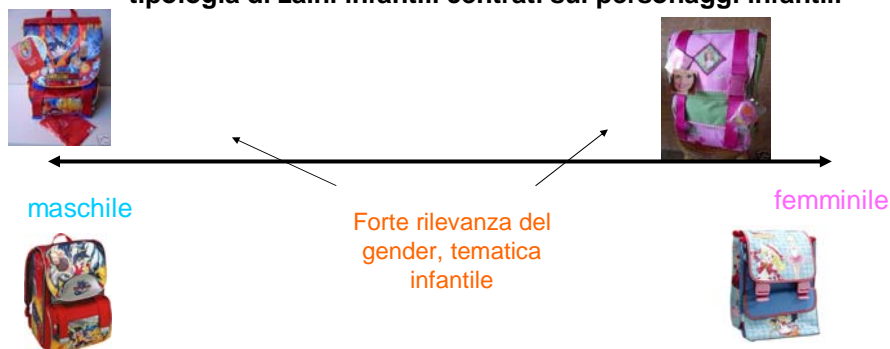 tipologia di zaini infantili centrati sui personaggi infantili
maschile
femminile
Forte rilevanza del
gender, tematica
infantile